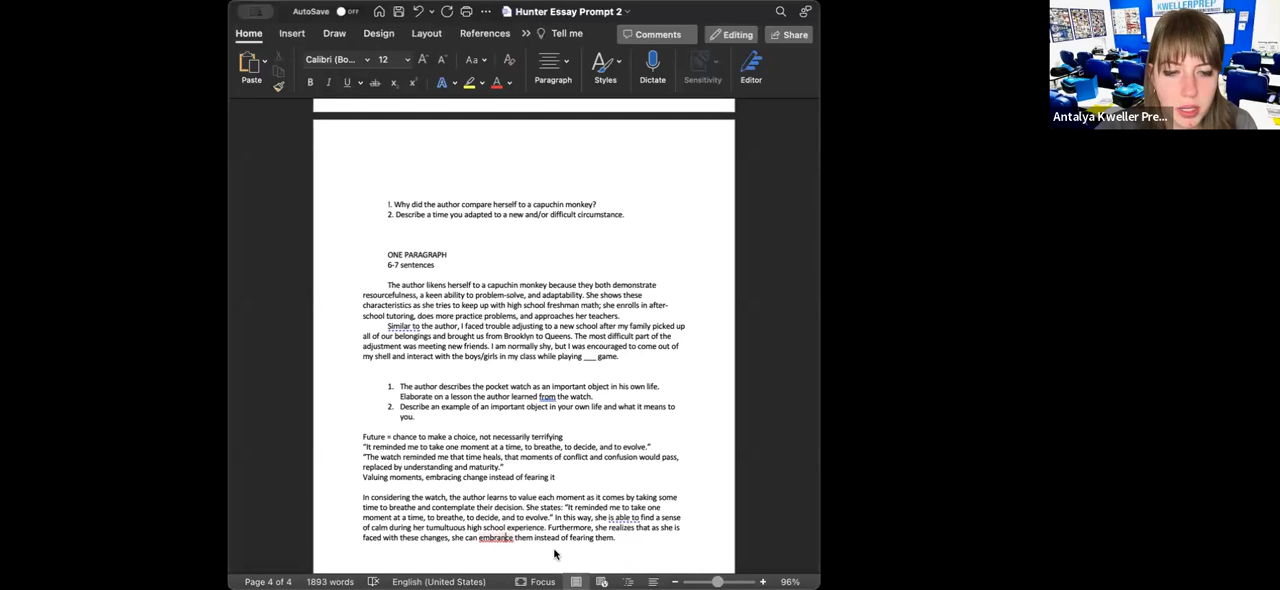 AutoSave OFF ... Hunter Essay Prompt 2
Home Insert Draw Design Layout References >> Tell me Comments Editing Share
Calibri (Bo... 12 A A Aa A
Paste B I U ab x x A A Paragraph Styles Dictate Sensitivity Editor
KWELLERPREP
Antalya Kweller Pre...
!. Why did the author compare herself to a capuchin monkey?
2. Describe a time you adapted to a new and/or difficult circumstance.
ONE PARAGRAPH
6-7 sentences
The author likens herself to a capuchin monkey because they both demonstrate
resourcefulness, a keen ability to problem-solve, and adaptability. She shows these
characteristics as she tries to keep up with high school freshman math; she enrolls in after-
school tutoring, does more practice problems, and approaches her teachers.
Similar to the author, I faced trouble adjusting to a new school after my family picked up
all of our belongings and brought us from Brooklyn to Queens. The most difficult part of the
adjustment was meeting new friends. I am normally shy, but I was encouraged to come out of
my shell and interact with the boys/girls in my class while playing ___ game.
1. The author describes the pocket watch as an important object in his own life.
Elaborate on a lesson the author learned from the watch.
2. Describe an example of an important object in your own life and what it means to
you.
Future = chance to make a choice, not necessarily terrifying
"It reminded me to take one moment at a time, to breathe, to decide, and to evolve."
"The watch reminded me that time heals, that moments of conflict and confusion would pass,
replaced by understanding and maturity."
Valuing moments, embracing change instead of fearing it
In considering the watch, the author learns to value each moment as it comes by taking some
time to breathe and contemplate their decision. She states: "It reminded me to take one
moment at a time, to breathe, to decide, and to evolve." In this way, she is able to find a sense
of calm during her tumultuous high school experience. Furthermore, she realizes that as she is
faced with these changes, she can embrance them instead of fearing them.
Page 4 of 4 1893 words English (United States) Focus 96%